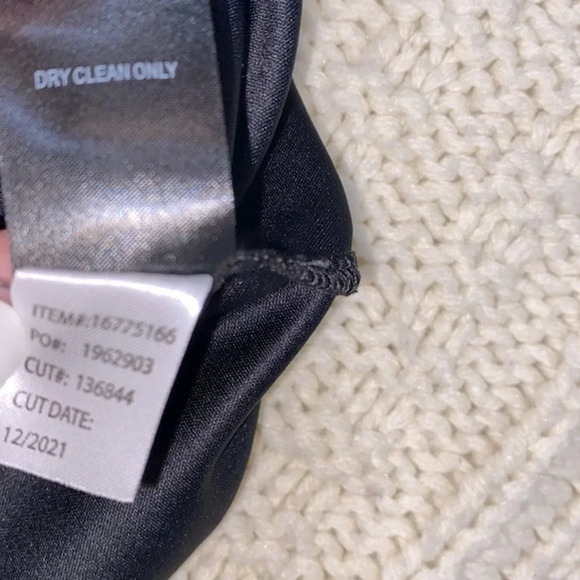 DRY CLEAN ONLY
ITEM#:16775166
PO#: 1962903
CUT#: 136844
CUT DATE:
12/2021